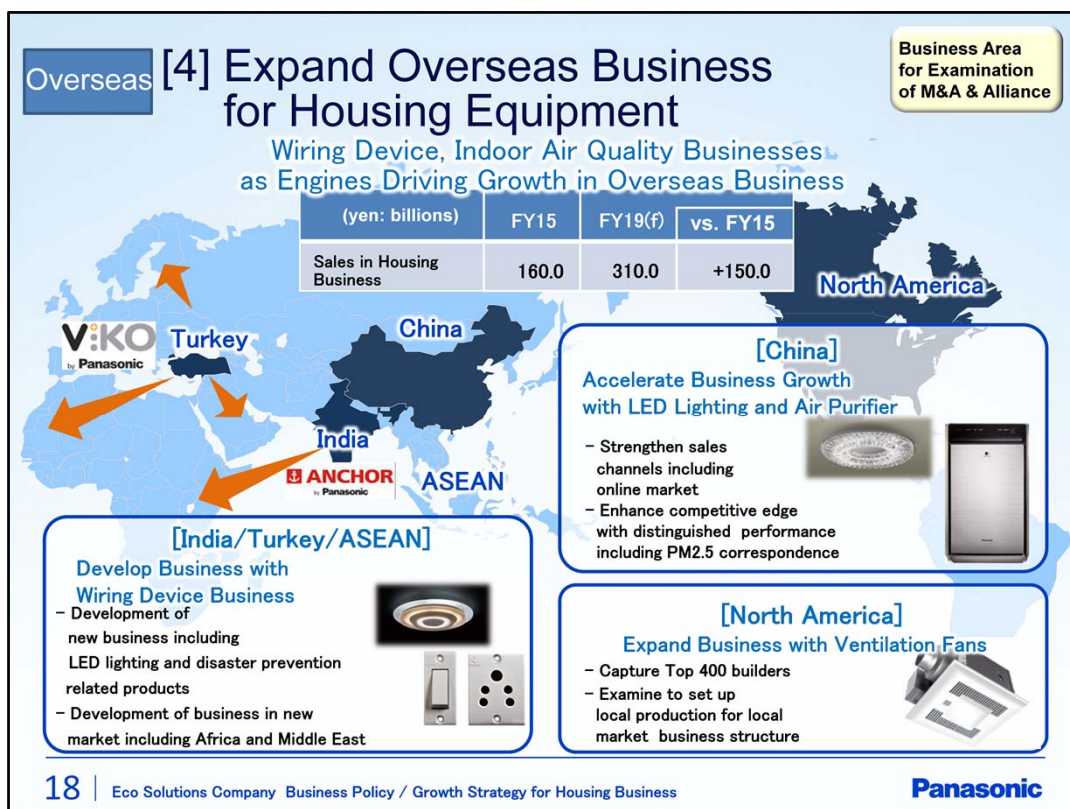 Overseas
[4] Expand Overseas Business
for Housing Equipment
Business Area
for Examination
of M&A & Alliance
Wiring Device, Indoor Air Quality Businesses
as Engines Driving Growth in Overseas Business
(yen: billions) FY15 FY19(f) vs. FY15
Sales in Housing
Business 160.0 310.0 +150.0
North America
China
Turkey
ViKO
by Panasonic
India
ANCHOR
by Panasonic
ASEAN
[China]
Accelerate Business Growth
with LED Lighting and Air Purifier
- Strengthen sales
channels including
online market
- Enhance competitive edge
with distinguished performance
including PM2.5 correspondence
[India/Turkey/ASEAN]
Develop Business with
Wiring Device Business
- Development of
new business including
LED lighting and disaster prevention
related products
- Development of business in new
market including Africa and Middle East
[North America]
Expand Business with Ventilation Fans
- Capture Top 400 builders
- Examine to set up
local production for local
market business structure
18 Eco Solutions Company Business Policy / Growth Strategy for Housing Business
Panasonic